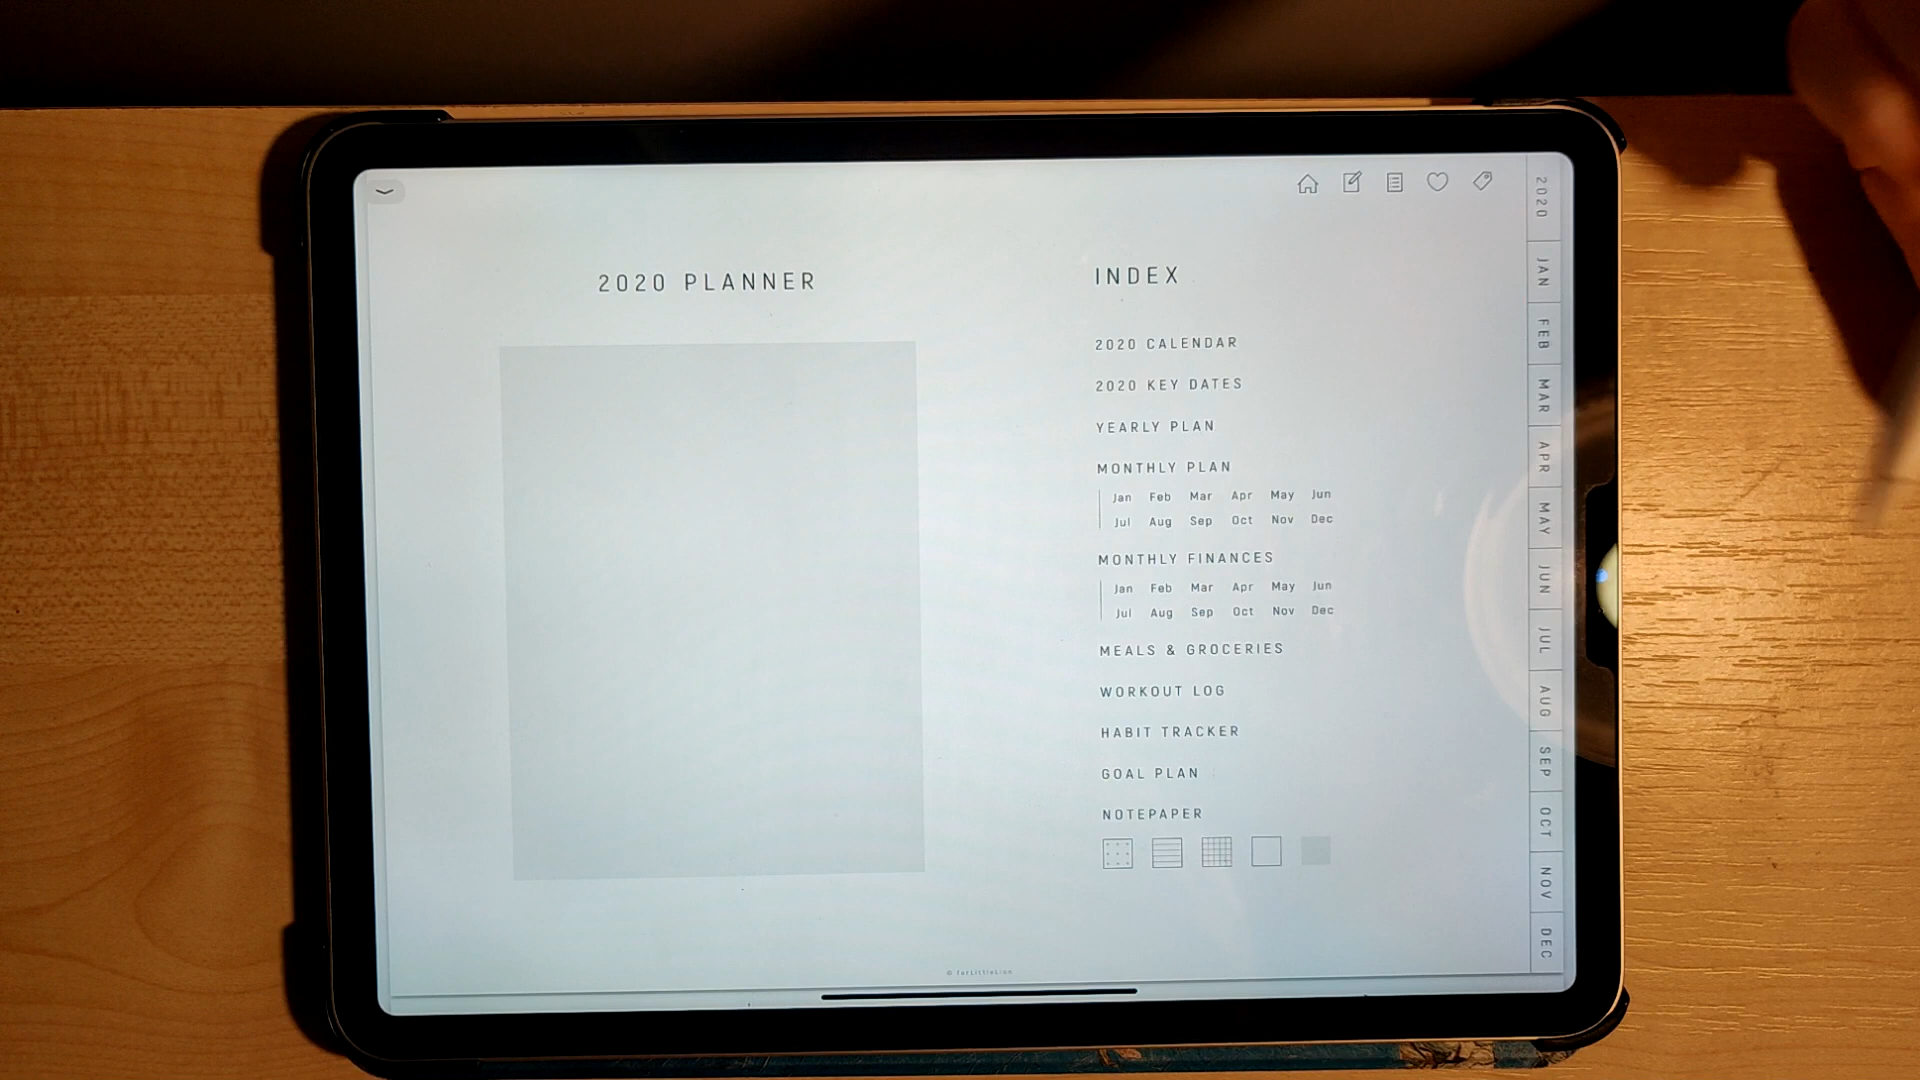 2020 PLANNER
INDEX
2020 CALENDAR
2020 KEY DATES
YEARLY PLAN
MONTHLY PLAN
Jan Feb Mar Apr May Jun
Jul Aug Sep Oct Nov Dec
MONTHLY FINANCES
Jan Feb Mar Apr May Jun
Jul Aug Sep Oct Nov Dec
MEALS & GROCERIES
WORKOUT LOG
HABIT TRACKER
GOAL PLAN
NOTEPAPER
© forLittleLion
2020
JAN
FEB
MAR
APR
MAY
JUN
JUL
AUG
SEP
OCT
NOV
DEC